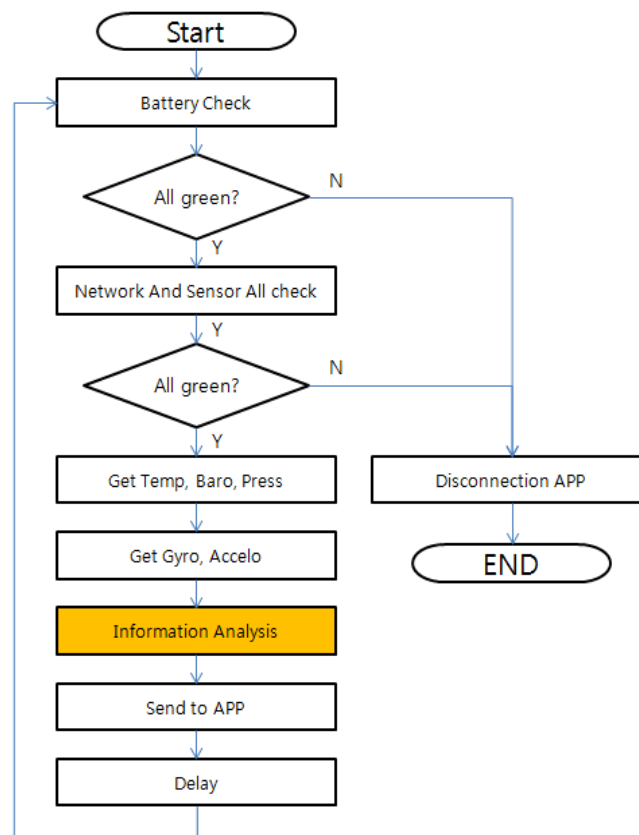 Start
Battery Check
All green?
N
Y
Network And Sensor All check
Y
All green?
N
Y
Get Temp, Baro, Press
Disconnection APP
Get Gyro, Accelo
END
Information Analysis
Send to APP
Delay